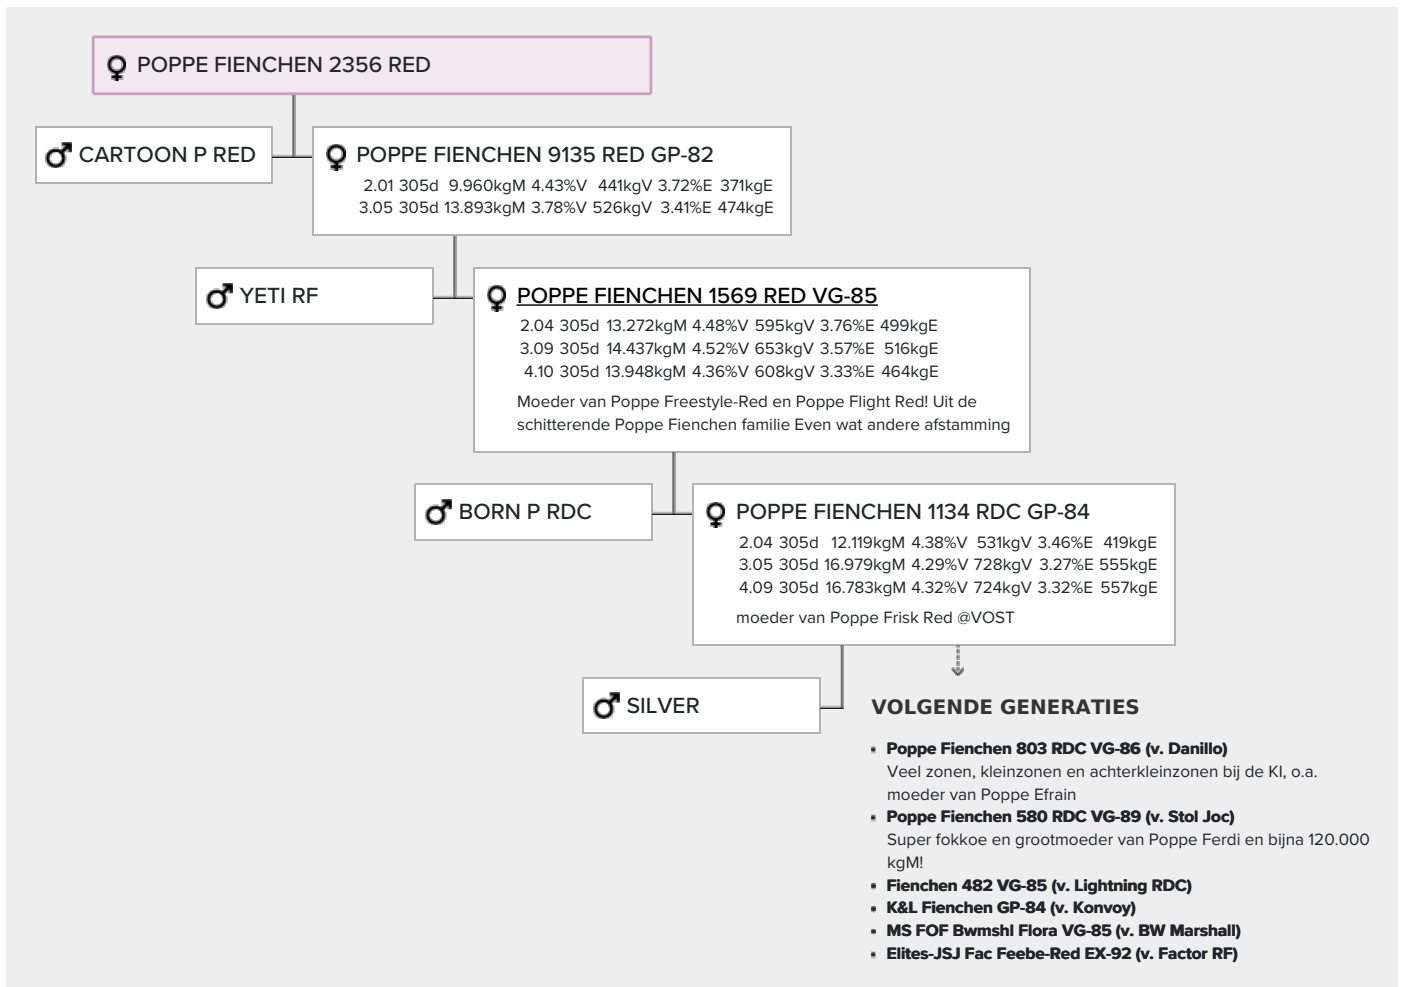 POPPE FIENCHEN 2356 RED
CARTOON P RED
POPPE FIENCHEN 9135 RED GP-82
2.01 305d 9.960kgM 4.43%V 441kgV 3.72%E 371kgE
3.05 305d 13.893kgM 3.78%V 526kgV 3.41%E 474kgE
YETI RF
POPPE FIENCHEN 1569 RED VG-85
2.04 305d 13.272kgM 4.48%V 595kgV 3.76%E 499kgE
3.09 305d 14.437kgM 4.52%V 653kgV 3.57%E 516kgE
4.10 305d 13.948kgM 4.36%V 608kgV 3.33%E 464kgE
Moeder van Poppe Freestyle-Red en Poppe Flight Red! Uit de
schitterende Poppe Fienchen familie Even wat andere afstamming
BORN P RDC
POPPE FIENCHEN 1134 RDC GP-84
2.04 305d 12.119kgM 4.38%V 531kgV 3.46%E 419kgE
3.05 305d 16.979kgM 4.29%V 728kgV 3.27%E 555kgE
4.09 305d 16.783kgM 4.32%V 724kgV 3.32%E 557kgE
moeder van Poppe Frisk Red @VOST
SILVER
VOLGENDE GENERATIES
Poppe Fienchen 803 RDC VG-86 (v. Danillo)
Veel zonen, kleinzonen en achterkleinzonen bij de KI, o.a.
moeder van Poppe Efrain
Poppe Fienchen 580 RDC VG-89 (v. Stol Joc)
Super fokkoe en grootmoeder van Poppe Ferdi en bijna 120.000
kgM!
Fienchen 482 VG-85 (v. Lightning RDC)
K&L Fienchen GP-84 (v. Konvoy)
MS FOF Bwmshl Flora VG-85 (v. BW Marshall)
Elites-JSJ Fac Feebe-Red EX-92 (v. Factor RF)